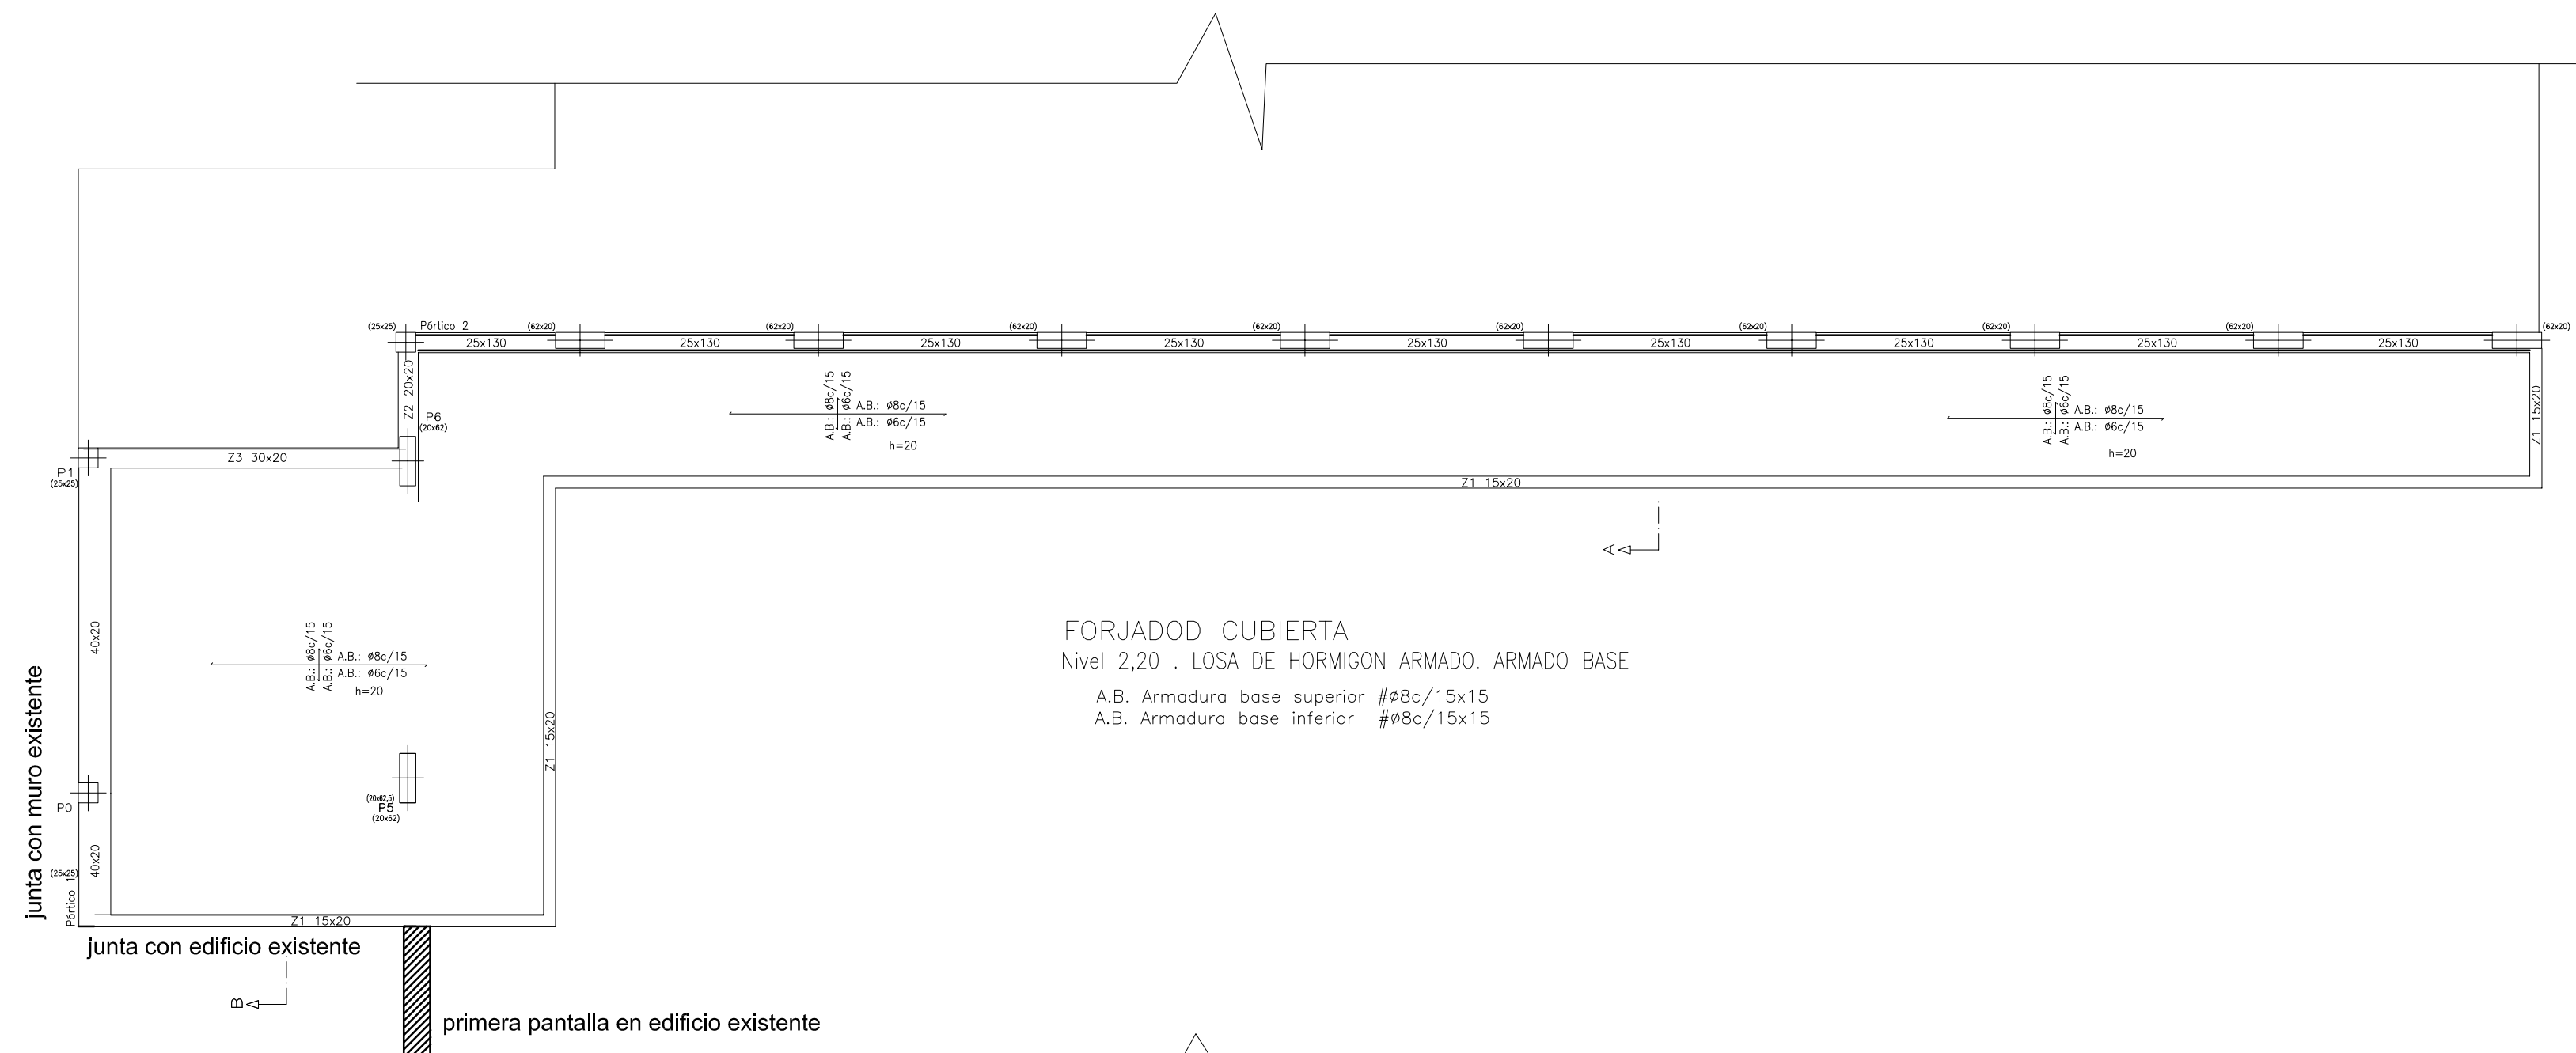 (25x25)
Pórtico 2
(62x20)
(62x20)
(62x20)
(62x20)
(62x20)
(62x20)
(62x20)
(62x20)
(62x20)
25x130
25x130
25x130
25x130
25x130
25x130
25x130
25x130
25x130
Z2 20x20
P6
(20x62)
A.B.: ø8c/15
A.B.: ø6c/15
A.B.: ø8c/15
A.B.: ø6c/15
h=20
A.B.: ø8c/15
A.B.: ø6c/15
A.B.: ø8c/15
A.B.: ø6c/15
h=20
Z1 15x20
Z3 30x20
P1
(25x25)
Z1 15x20
A
40x20
A.B.: ø8c/15
A.B.: ø6c/15
A.B.: ø8c/15
A.B.: ø6c/15
h=20
FORJADOD CUBIERTA
Nivel 2,20 . LOSA DE HORMIGON ARMADO. ARMADO BASE
A.B. Armadura base superior #ø8c/15x15
A.B. Armadura base inferior #ø8c/15x15
Z1 15x20
junta con muro existente
P0
(20x62,5)
P5
(20x62)
40x20
(25x25)
Pórtico 1
Z1 15x20
junta con edificio existente
B
primera pantalla en edificio existente